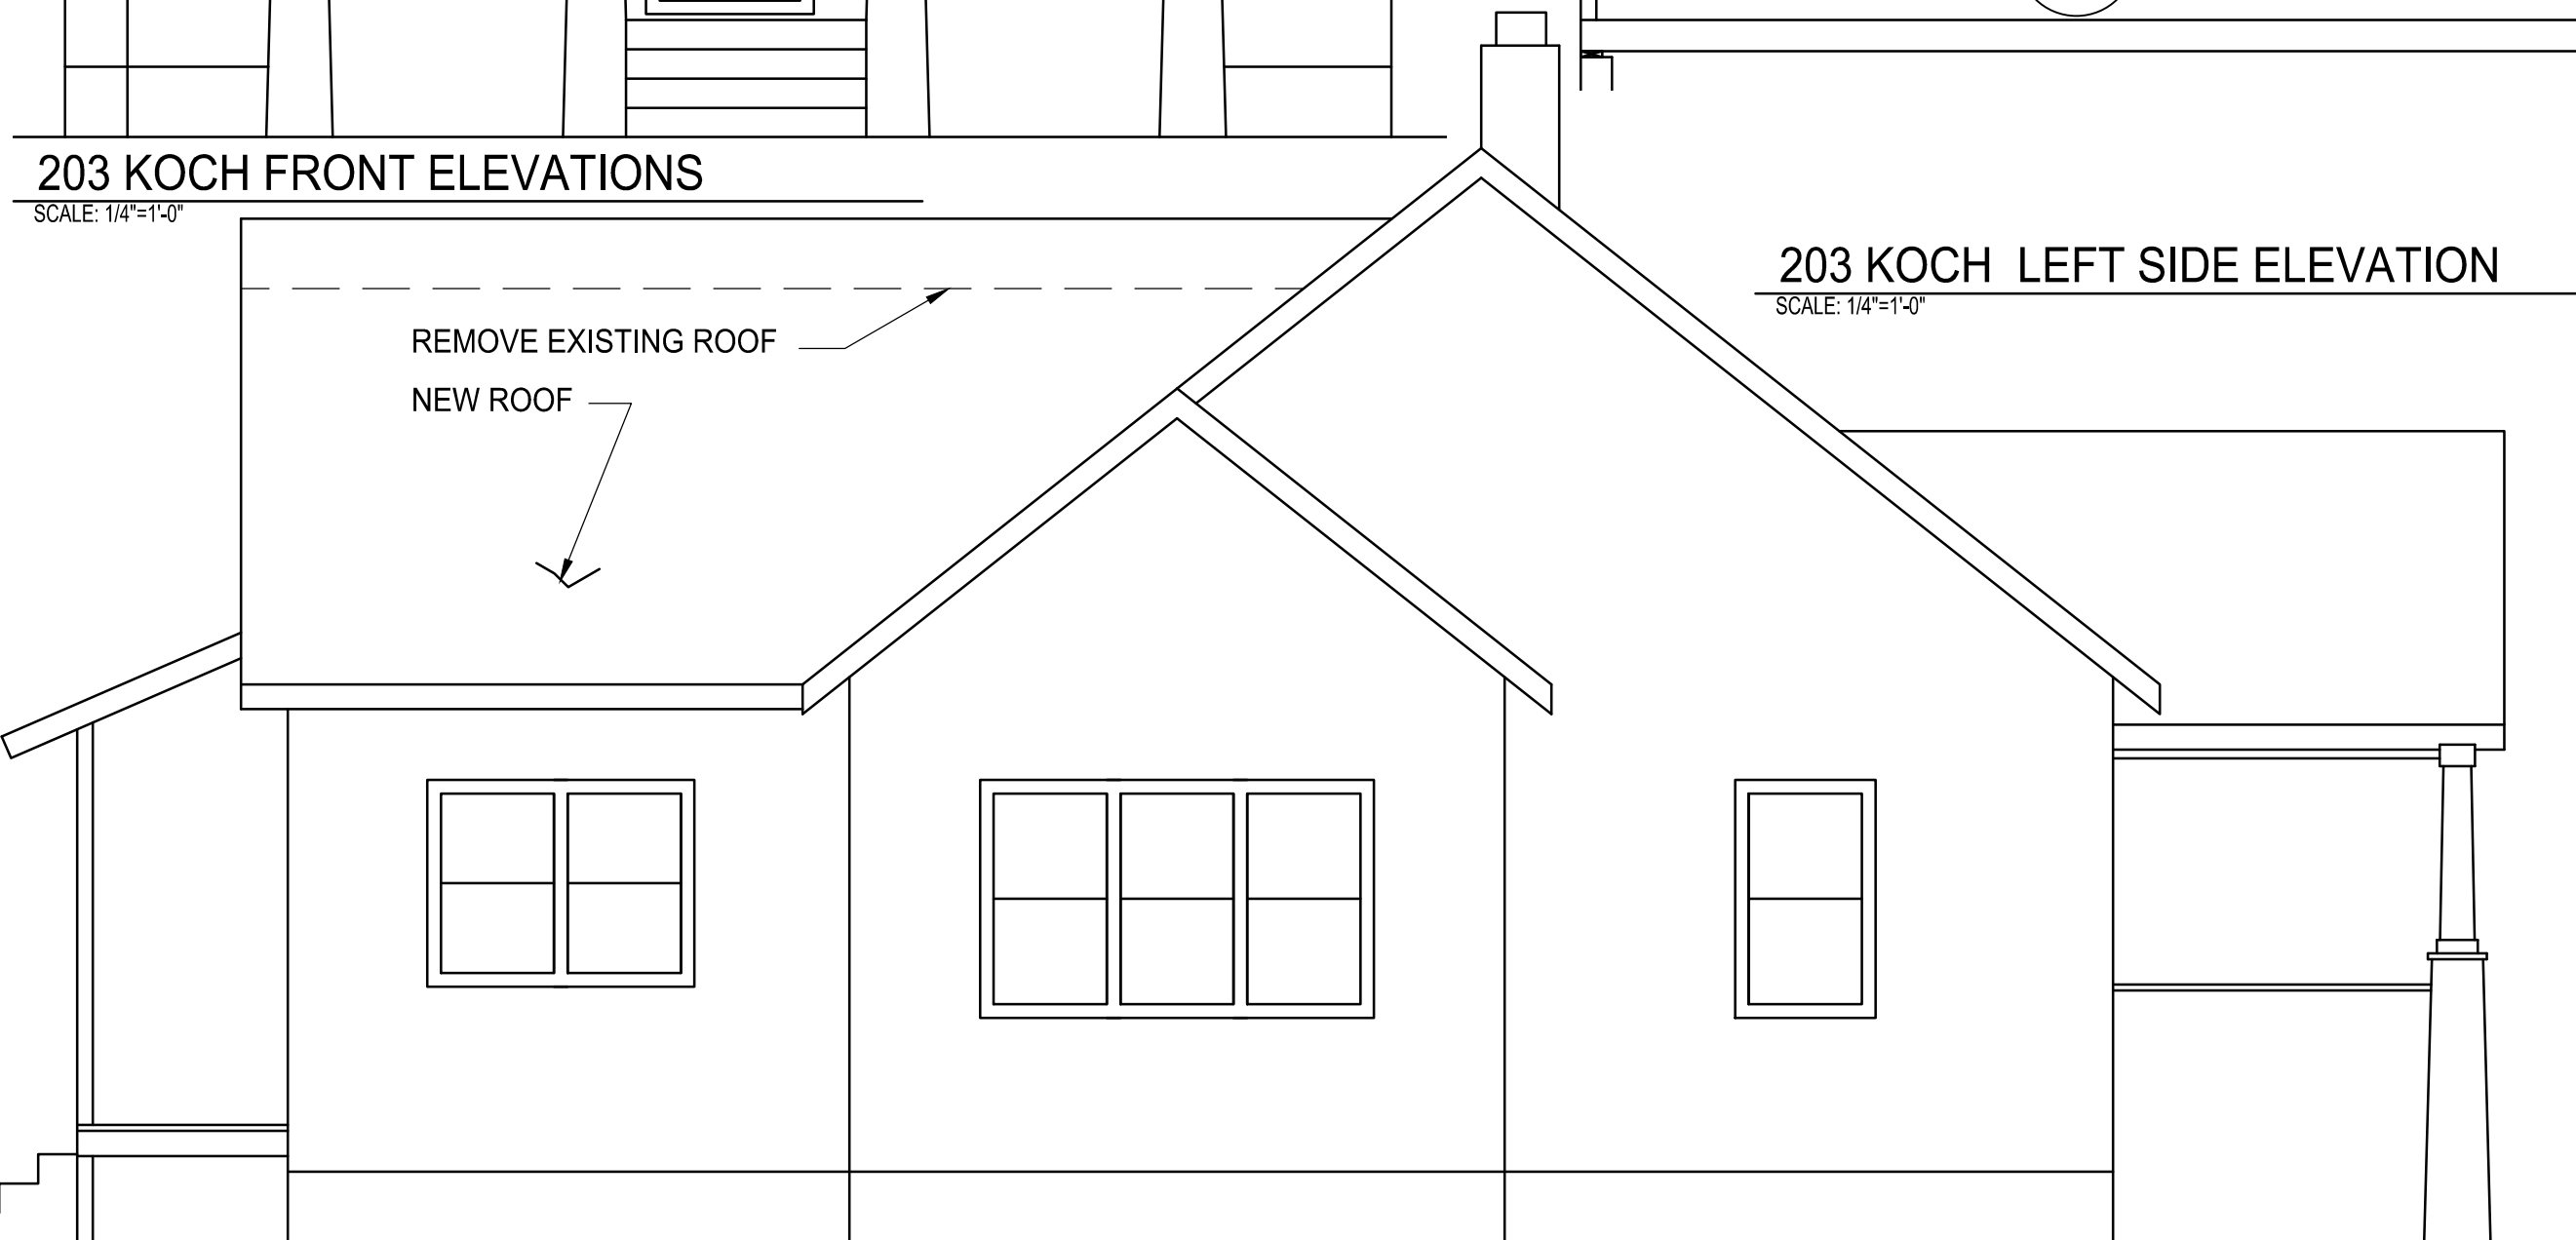 203 KOCH FRONT ELEVATIONS
SCALE: 1/4"=1'-0"
203 KOCH  LEFT SIDE ELEVATION
SCALE: 1/4"=1'-0"
REMOVE EXISTING ROOF
NEW ROOF